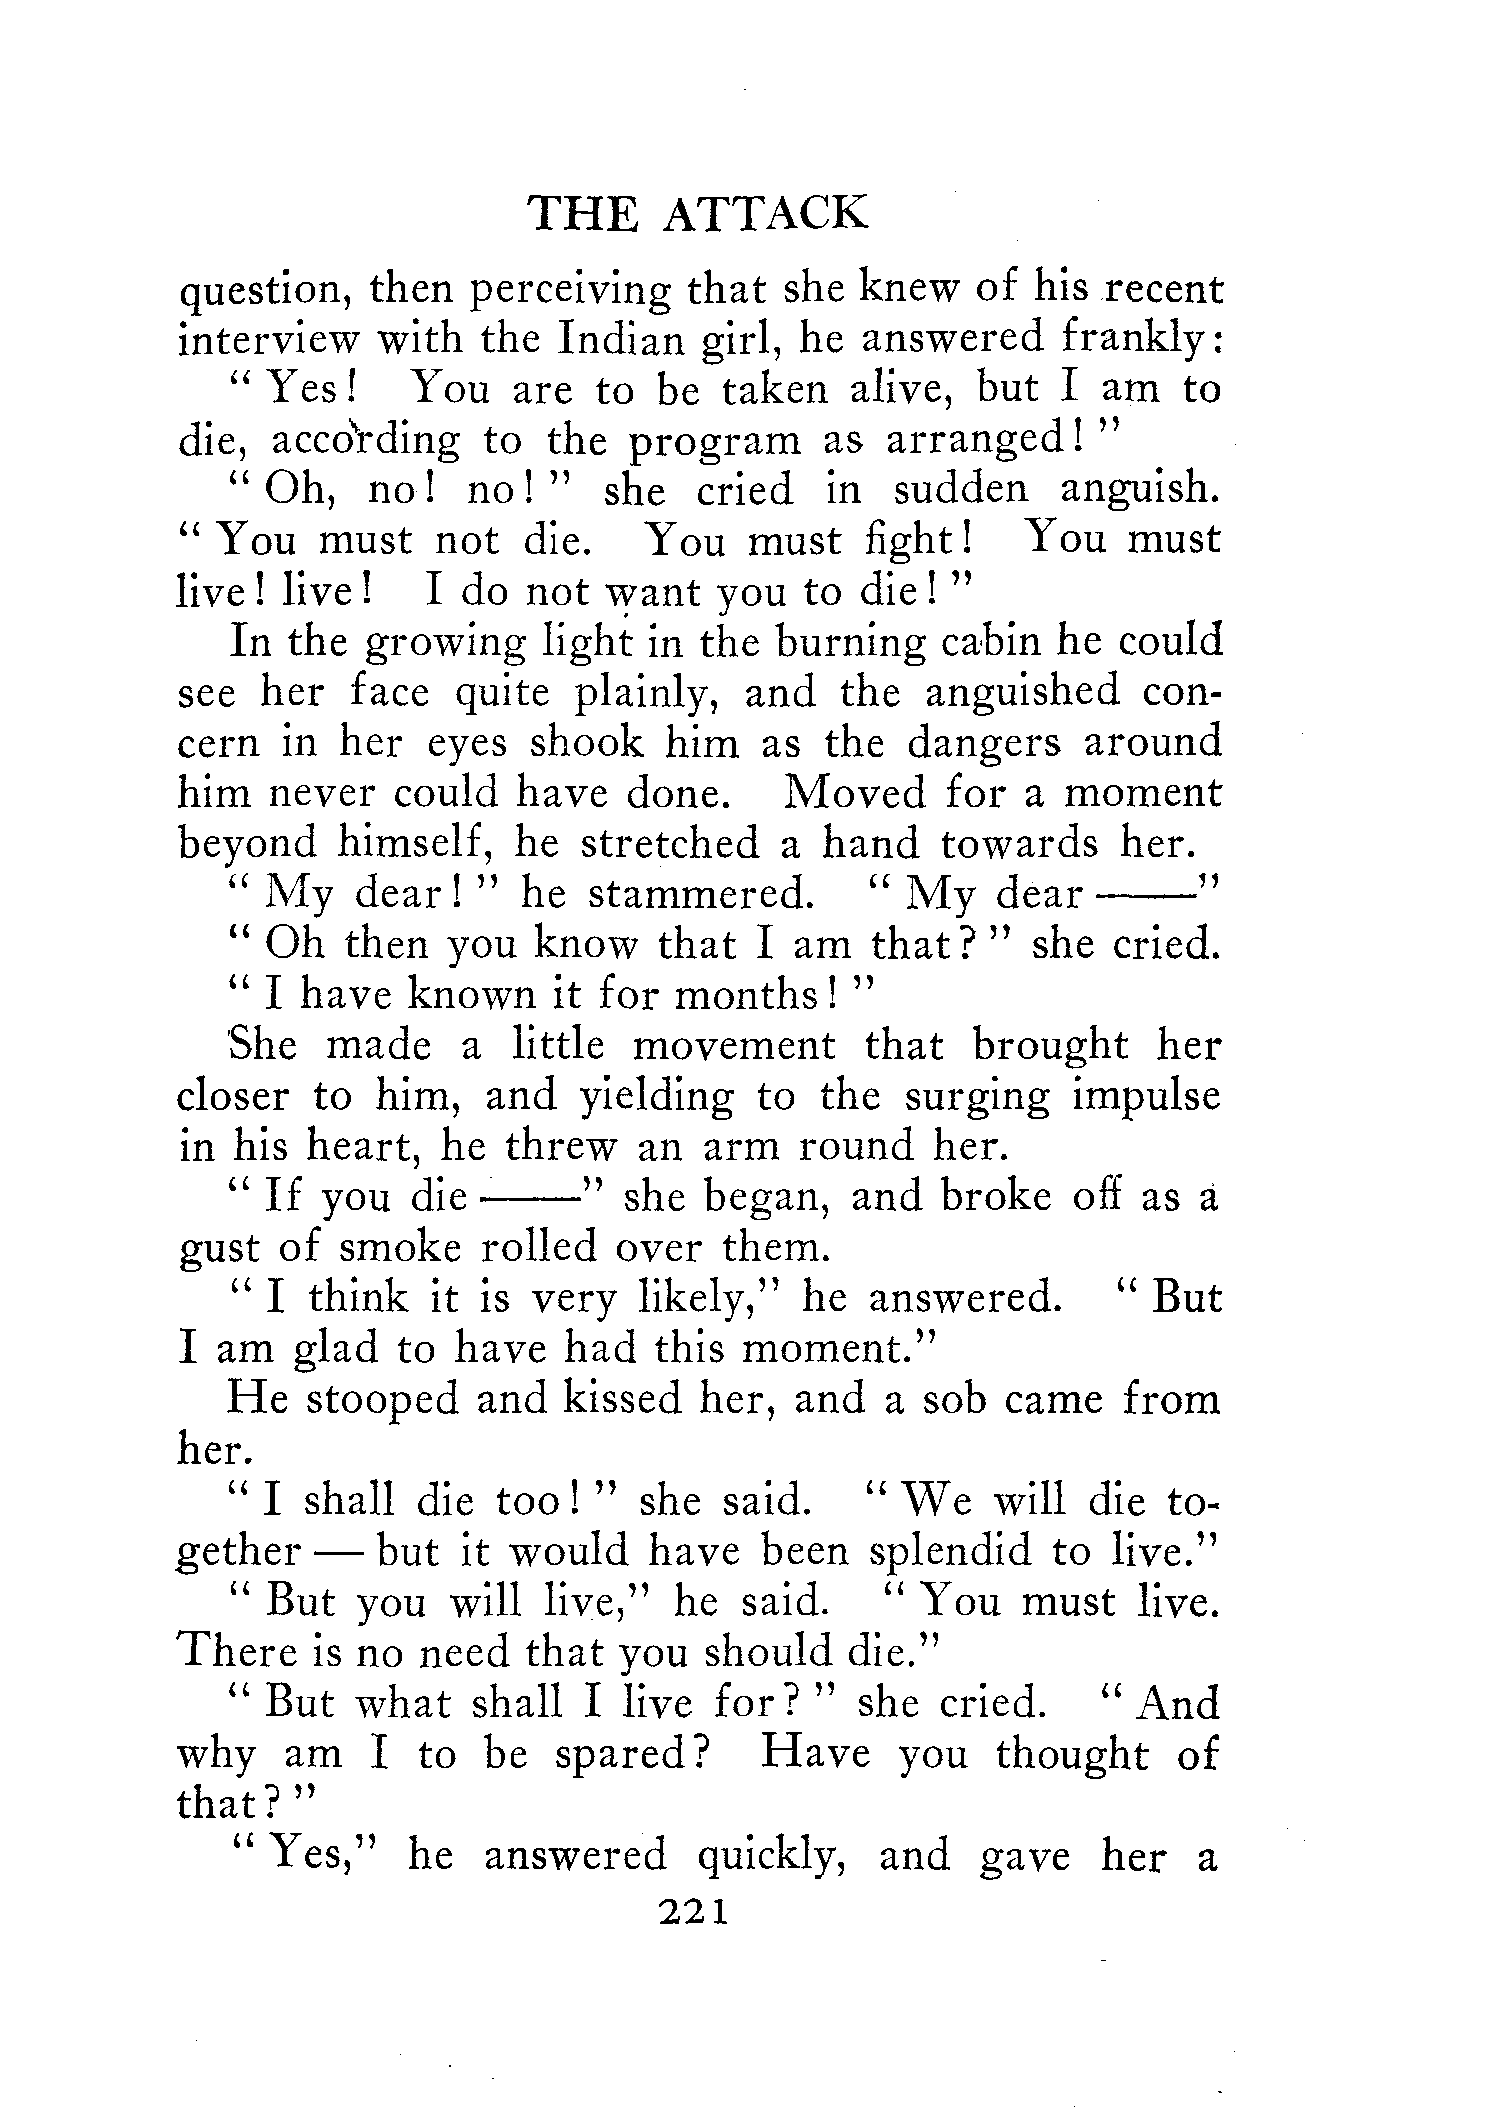 THE ATTACK
question, then perceiving that she knew of his recent
interview with the Indian girl, he answered frankly:
" Yes! You are to be taken alive, but I am to
die, according to the program as arranged! "
" Oh, no! no! " she cried in sudden anguish.
" You must not die. You must fight! You must
live! live! I do not want you to die! "
In the growing light in the burning cabin he could
see her face quite plainly, and the anguished con-
cern in her eyes shook him as the dangers around
him never could have done. Moved for a moment
beyond himself, he stretched a hand towards her.
" My dear! " he stammered. " My dear ——"
" Oh then you know that I am that? " she cried.
" I have known it for months! "
She made a little movement that brought her
closer to him, and yielding to the surging impulse
in his heart, he threw an arm round her.
" If you die ——" she began, and broke off as a
gust of smoke rolled over them.
" I think it is very likely," he answered. " But
I am glad to have had this moment."
He stooped and kissed her, and a sob came from
her.
" I shall die too! " she said. " We will die to-
gether — but it would have been splendid to live."
" But you will live," he said. " You must live.
There is no need that you should die."
" But what shall I live for? " she cried. " And
why am I to be spared? Have you thought of
that? "
" Yes," he answered quickly, and gave her a
221